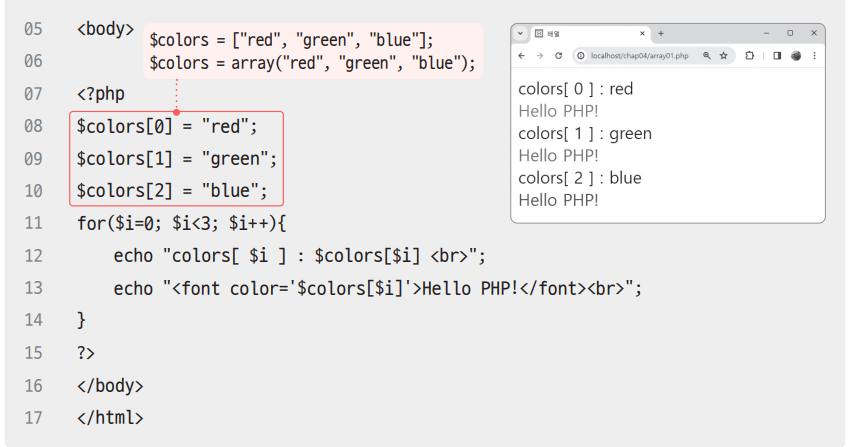 05 <body>
$colors = ["red", "green", "blue"];
06
$colors = array("red", "green", "blue");
07 <?php
08 $colors[0] = "red";
09 $colors[1] = "green";
10 $colors[2] = "blue";
11 for($i=0; $i<3; $i++){
12 echo "colors[ $i ] : $colors[$i] <br>";
13 echo "<font color='$colors[$i]'>Hello PHP!</font><br>";
14 }
15 ?>
16 </body>
17 </html>
배열
localhost/chap04/array01.php
colors[ 0 ] : red
Hello PHP!
colors[ 1 ] : green
Hello PHP!
colors[ 2 ] : blue
Hello PHP!